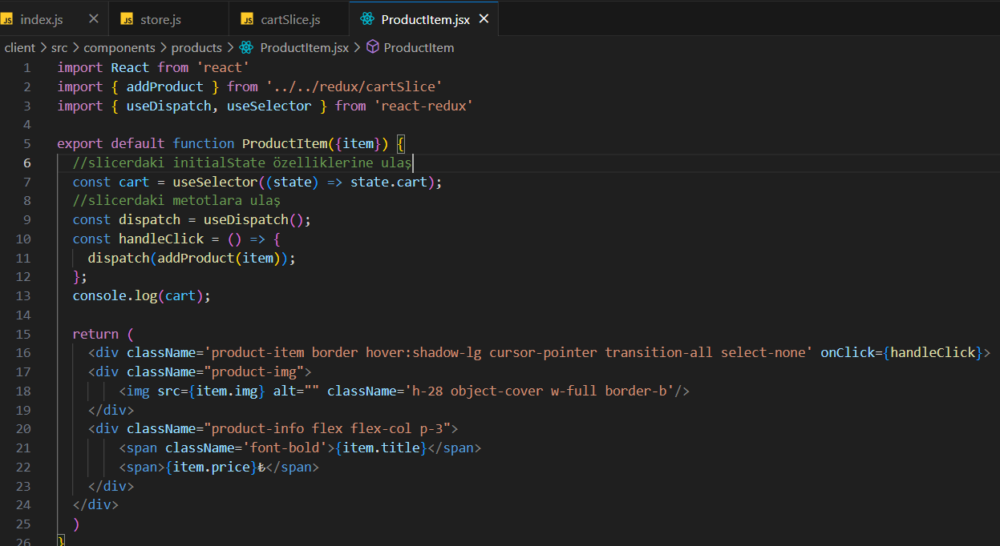 JS index.js × JS store.js JS cartSlice.js ProductItem.jsx ×
client > src > components > products > ProductItem.jsx > ProductItem
1 import React from 'react'
2 import { addProduct } from '../../redux/cartSlice'
3 import { useDispatch, useSelector } from 'react-redux'
4
5 export default function ProductItem({item}) {
6 //slicerdaki initialState özelliklerine ulaş
7 const cart = useSelector((state) => state.cart);
8 //slicerdaki metotlara ulaş
9 const dispatch = useDispatch();
10 const handleClick = () => {
11 dispatch(addProduct(item));
12 };
13 console.log(cart);
14
15 return (
16 <div className='product-item border hover:shadow-lg cursor-pointer transition-all select-none' onClick={handleClick}>
17 <div className="product-img">
18 <img src={item.img} alt="" className='h-28 object-cover w-full border-b'/>
19 </div>
20 <div className="product-info flex flex-col p-3">
21 <span className='font-bold'>{item.title}</span>
22 <span>{item.price}₺</span>
23 </div>
24 </div>
25 )
26 }